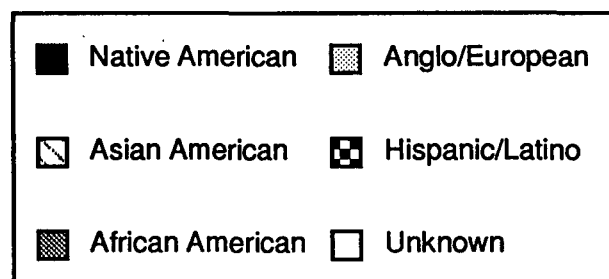 Native American Anglo/European
Asian American Hispanic/Latino
African American Unknown